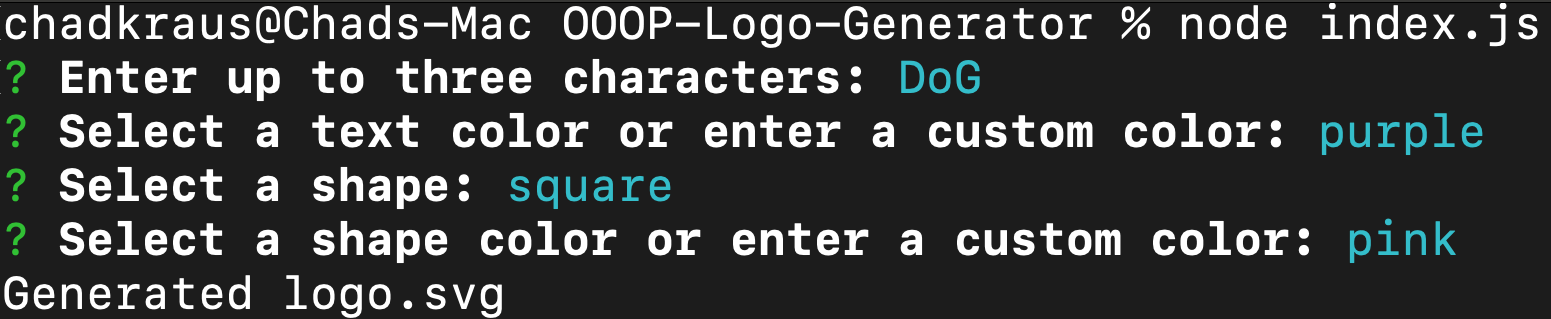 chadkraus@Chads-Mac OOOP-Logo-Generator % node index.js
? Enter up to three characters: DoG
? Select a text color or enter a custom color: purple
? Select a shape: square
? Select a shape color or enter a custom color: pink
Generated logo.svg